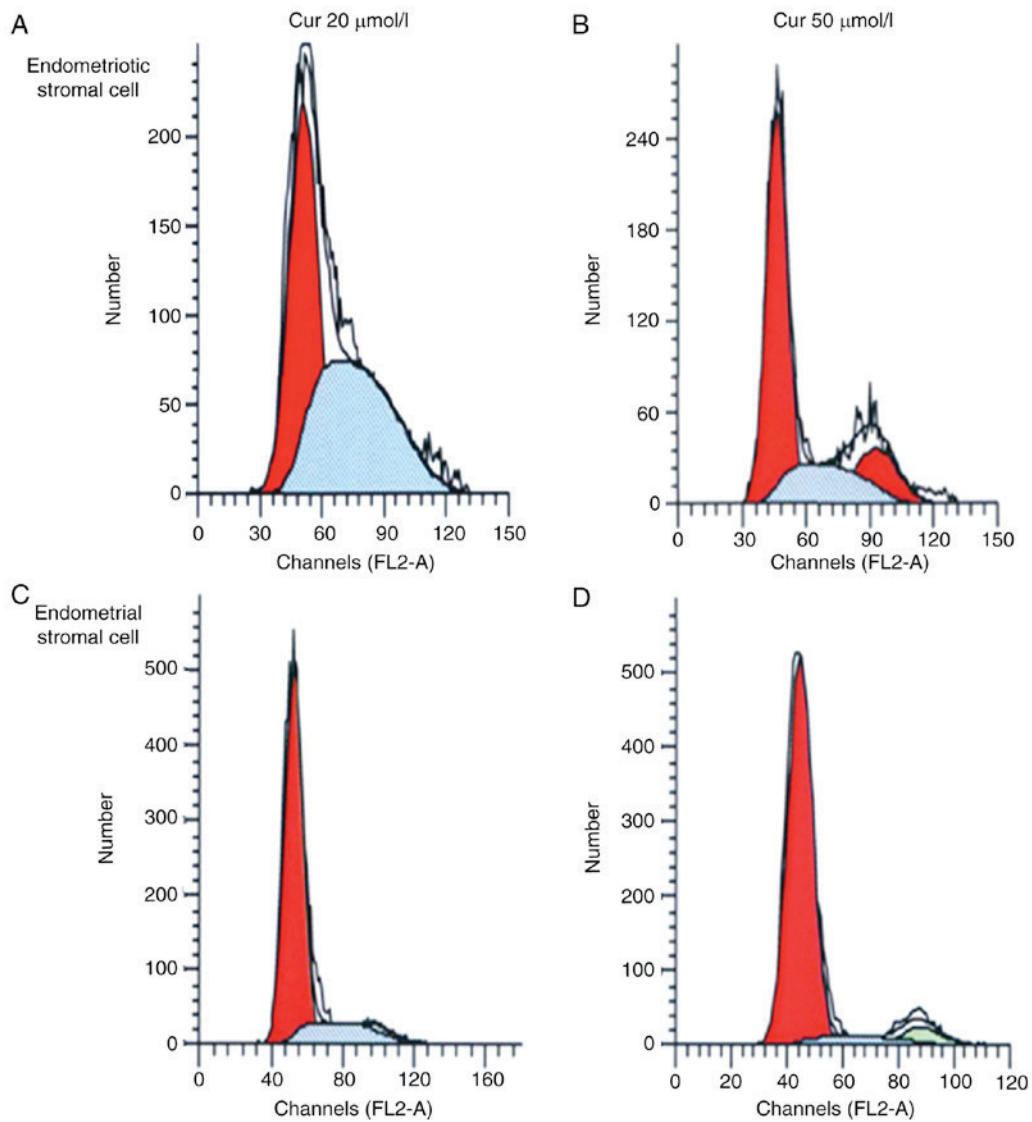 A
Cur 20 µmol/l
B
Cur 50 µmol/l
Endometriotic
stromal cell
Number
200
150
100
50
0
0 30 60 90 120 150
Channels (FL2-A)
Number
240
180
120
60
0
0 30 60 90 120 150
Channels (FL2-A)
C
Endometrial
stromal cell
D
Number
500
400
300
200
100
0
0 40 80 120 160
Channels (FL2-A)
Number
500
400
300
200
100
0
0 20 40 60 80 100 120
Channels (FL2-A)